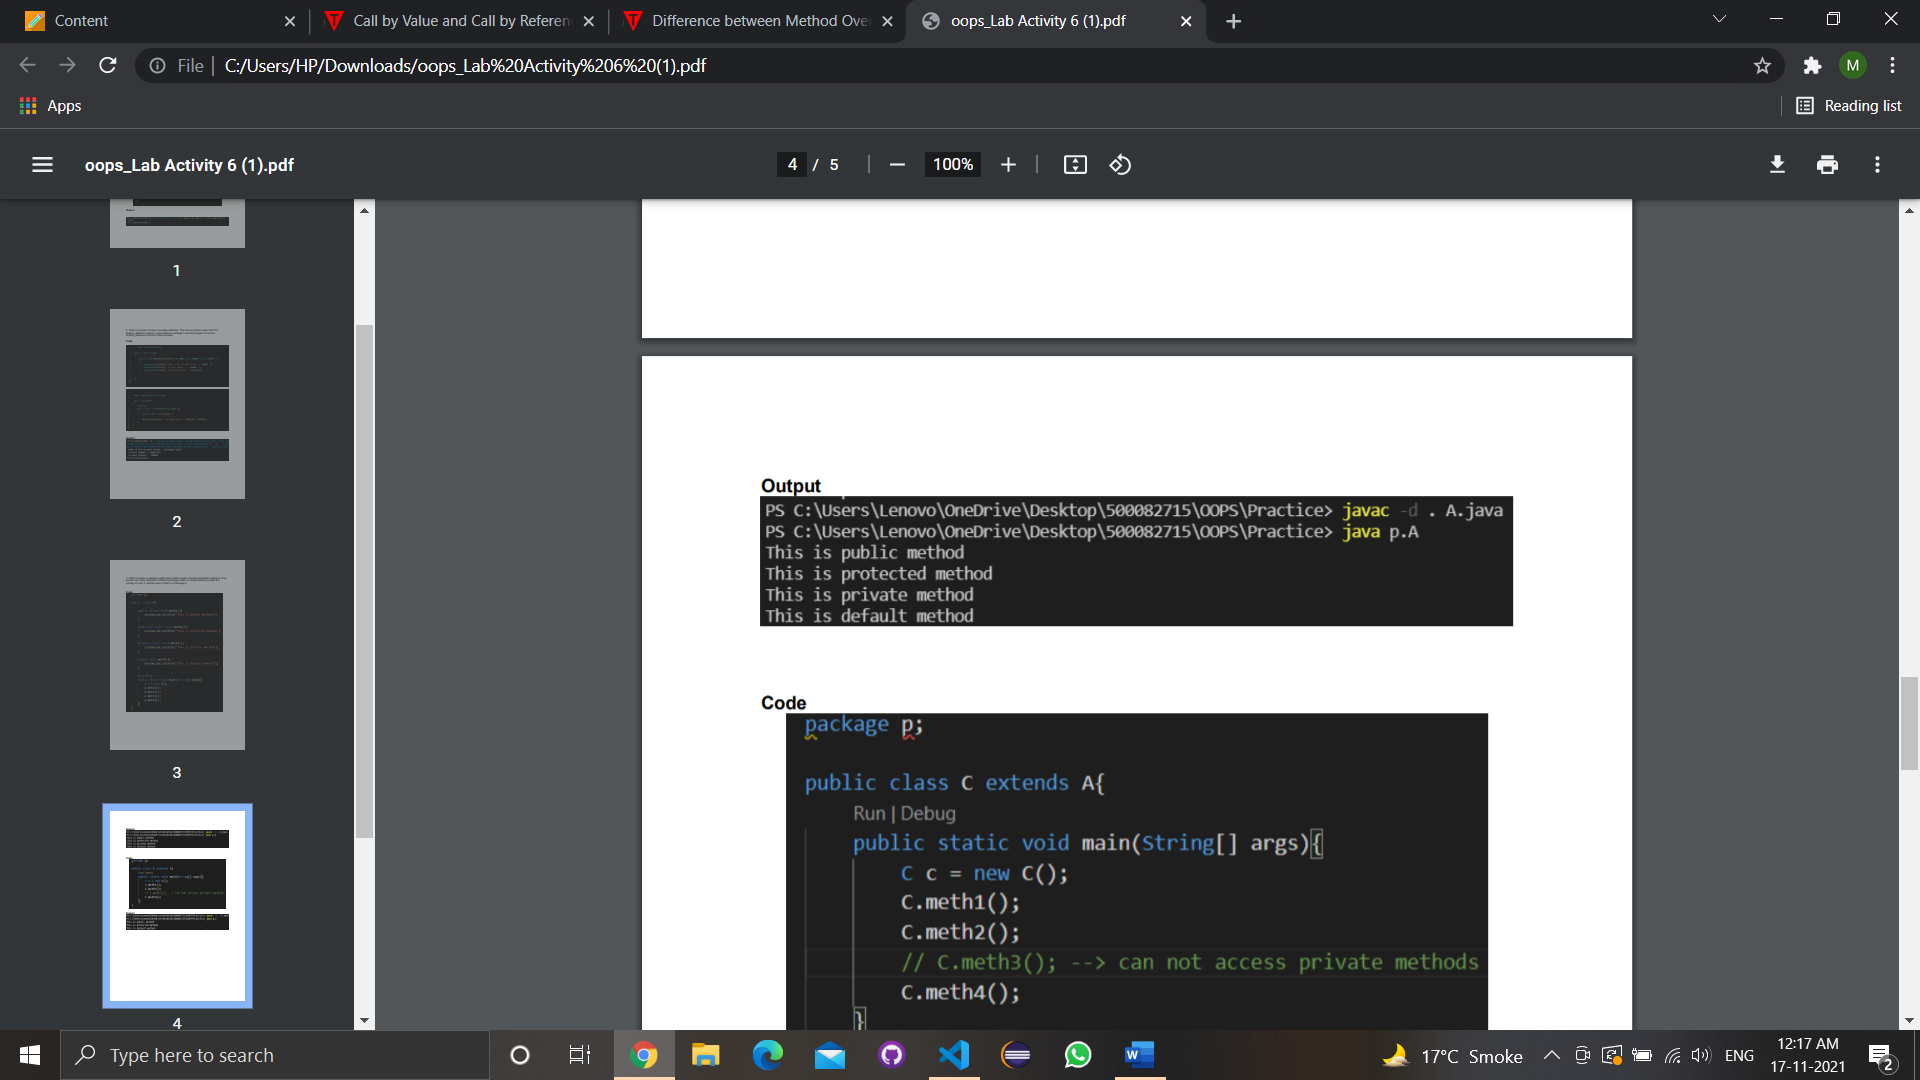 Content
Call by Value and Call by Referen
Difference between Method Ove
oops_Lab Activity 6 (1).pdf
File
C:/Users/HP/Downloads/oops_Lab%20Activity%206%20(1).pdf
M
Apps
Reading list
oops_Lab Activity 6 (1).pdf
4 / 5
100%
1
2
3
4
Output
PS C:\Users\Lenovo\OneDrive\Desktop\500082715\OOPS\Practice> javac -d . A.java
PS C:\Users\Lenovo\OneDrive\Desktop\500082715\OOPS\Practice> java p.A
This is public method
This is protected method
This is private method
This is default method
Code
package p;
public class C extends A{
Run | Debug
public static void main(String[] args){
C c = new C();
C.meth1();
C.meth2();
// C.meth3(); --> can not access private methods
C.meth4();
}
Type here to search
17°C Smoke
ENG
12:17 AM
17-11-2021
2